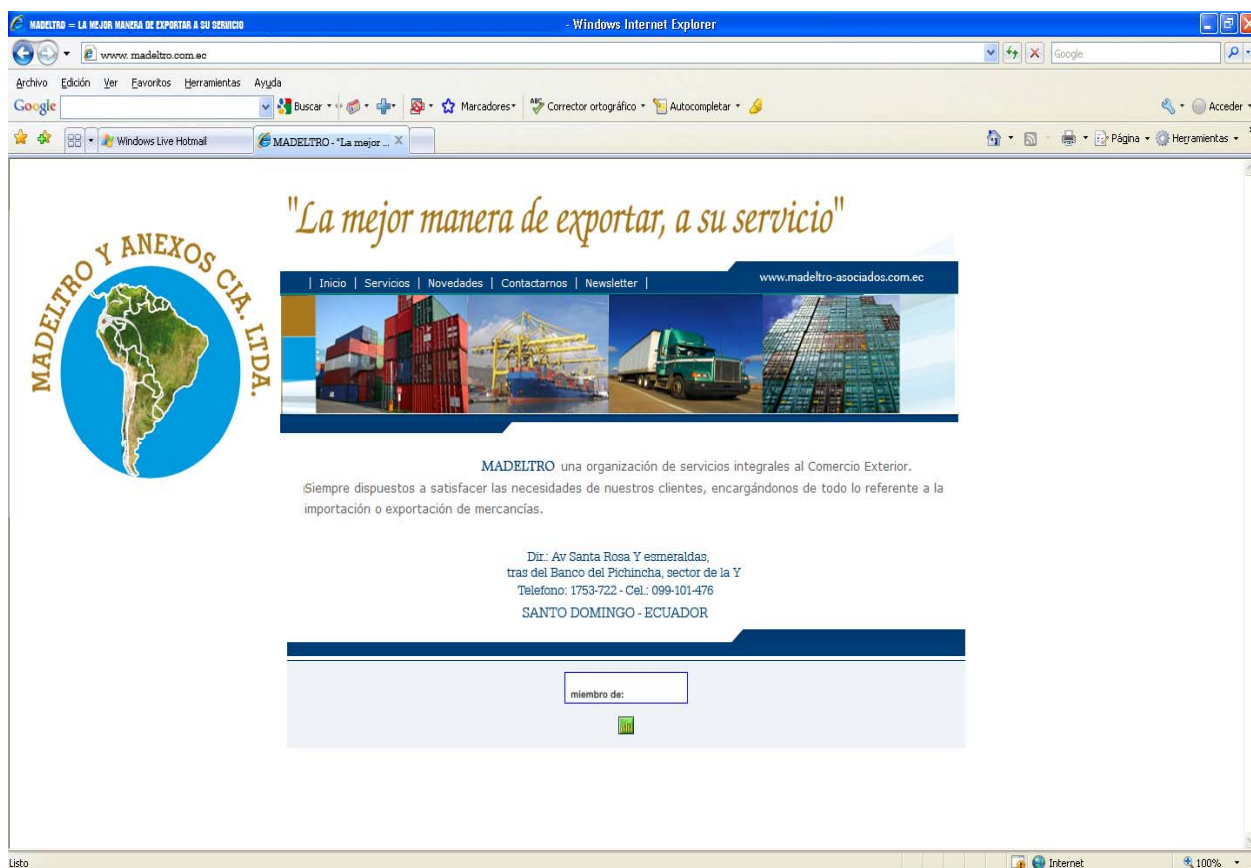 MADELTRO = LA MEJOR MANERA DE EXPORTAR A SU SERVICIO - Windows Internet Explorer
www. madeltro.com.ec Google
Archivo Edición Ver Favoritos Herramientas Ayuda
Google Buscar Marcadores ABC Corrector ortográfico Autocompletar Acceder
Windows Live Hotmail MADELTRO - "La mejor ... X Página Herramientas
"La mejor manera de exportar, a su servicio"
MADELTRO Y ANEXOS CIA. LTDA.
| Inicio | Servicios | Novedades | Contactarnos | Newsletter | www.madeltro-asociados.com.ec
MADELTRO una organización de servicios integrales al Comercio Exterior.
Siempre dispuestos a satisfacer las necesidades de nuestros clientes, encargándonos de todo lo referente a la
importación o exportación de mercancías.
Dir.: Av Santa Rosa Y esmeraldas,
tras del Banco del Pichincha, sector de la Y
Telefono: 1753-722 - Cel.: 099-101-476
SANTO DOMINGO - ECUADOR
miembro de:
Listo Internet 100%